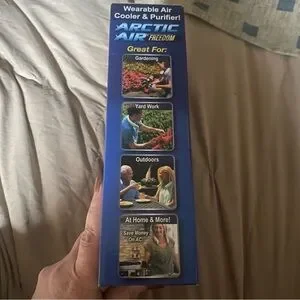 Wearable Air
Cooler & Purifier!
ARCTIC
AIR FREEDOM
Great For:
Gardening
Yard Work
Outdoors
At Home & More!
Save Money
On AC!